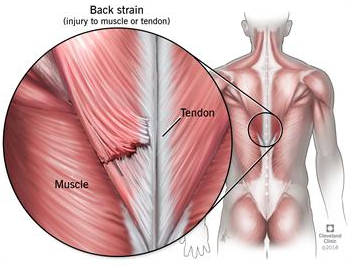 Back strain
(injury to muscle or tendon)
Tendon
Muscle
Cleveland
Clinic
©2018